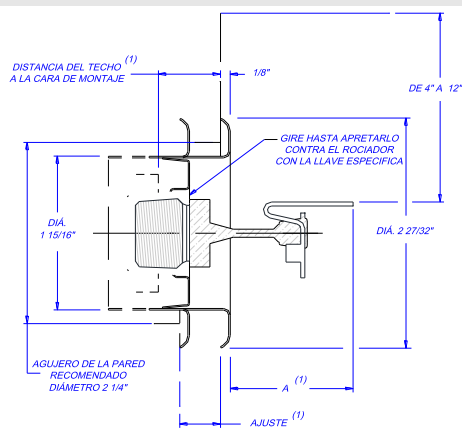 DISTANCIA DEL TECHO (1)
A LA CARA DE MONTAJE
1/8"
DE 4" A 12"
GIRE HASTA APRETARLO
CONTRA EL ROCIADOR
CON LA LLAVE ESPECIFICA
DIÁ.
1 15/16"
DIÁ. 2 27/32"
AGUJERO DE LA PARED
RECOMENDADO
DIÁMETRO 2 1/4"
A (1)
AJUSTE (1)